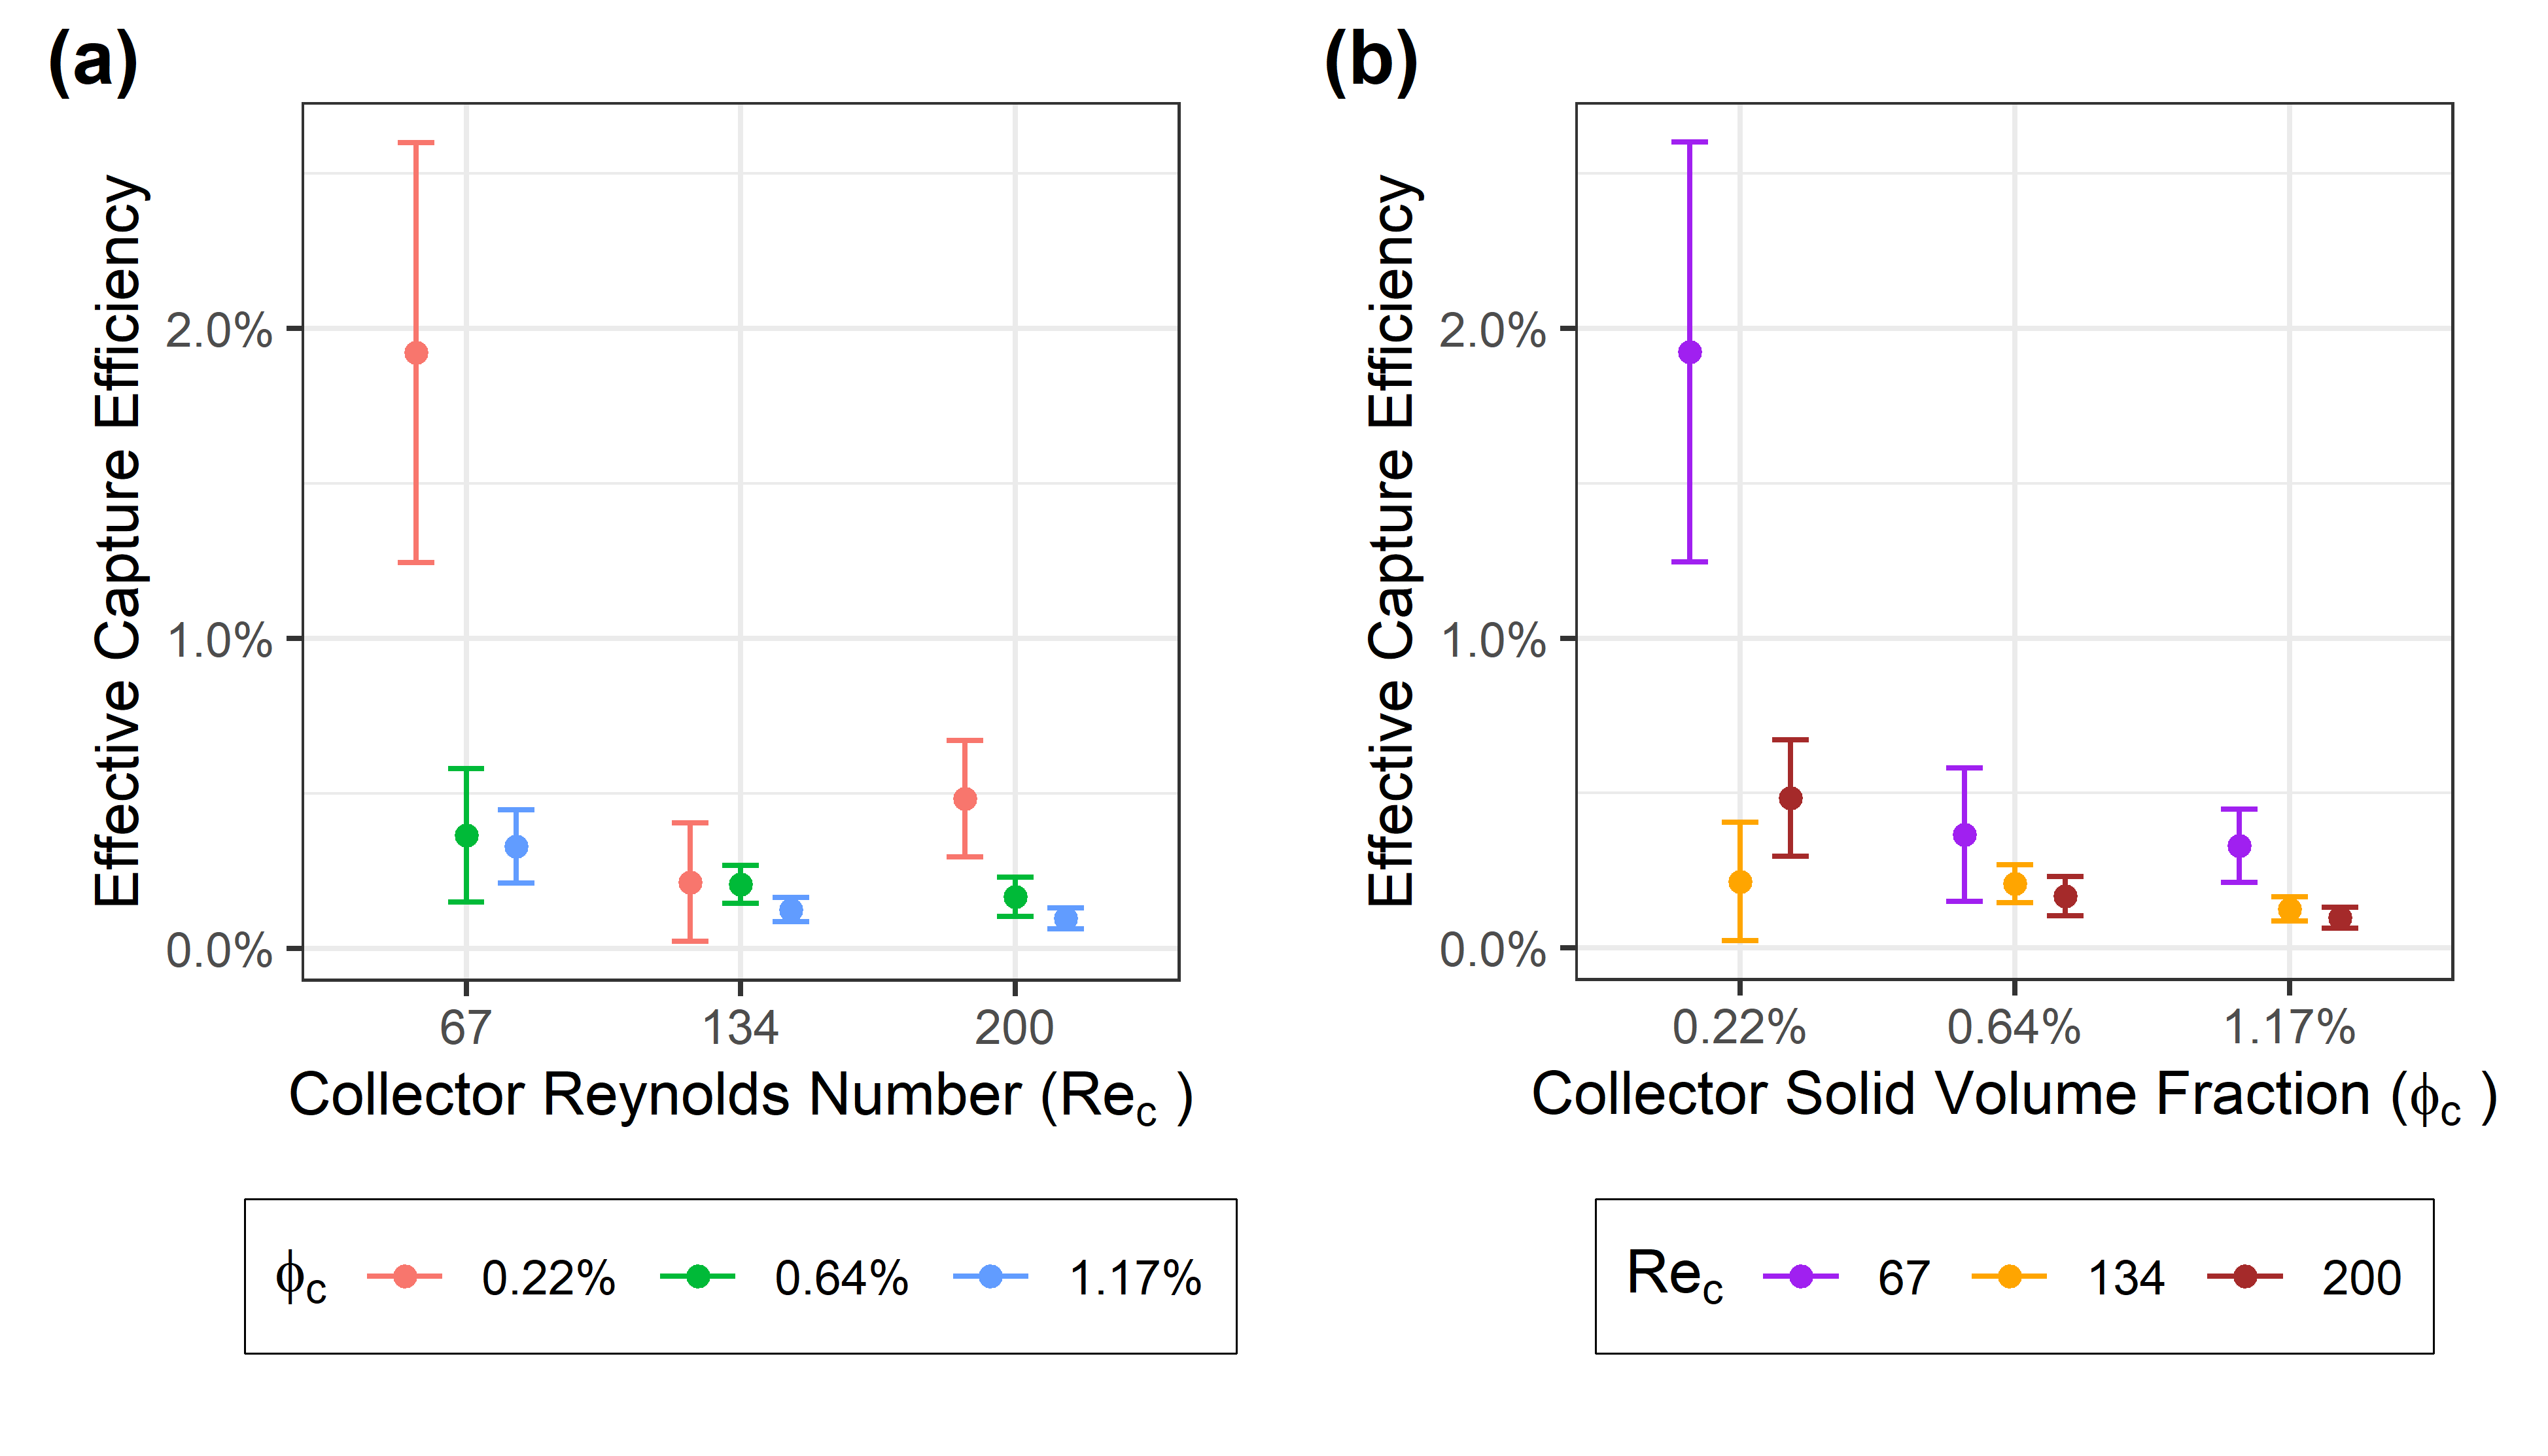 (a)
Effective Capture Efficiency
2.0%
1.0%
0.0%
67 134 200
Collector Reynolds Number (Rec )
ϕc 0.22% 0.64% 1.17%
(b)
Effective Capture Efficiency
2.0%
1.0%
0.0%
0.22% 0.64% 1.17%
Collector Solid Volume Fraction (ϕc )
Rec 67 134 200